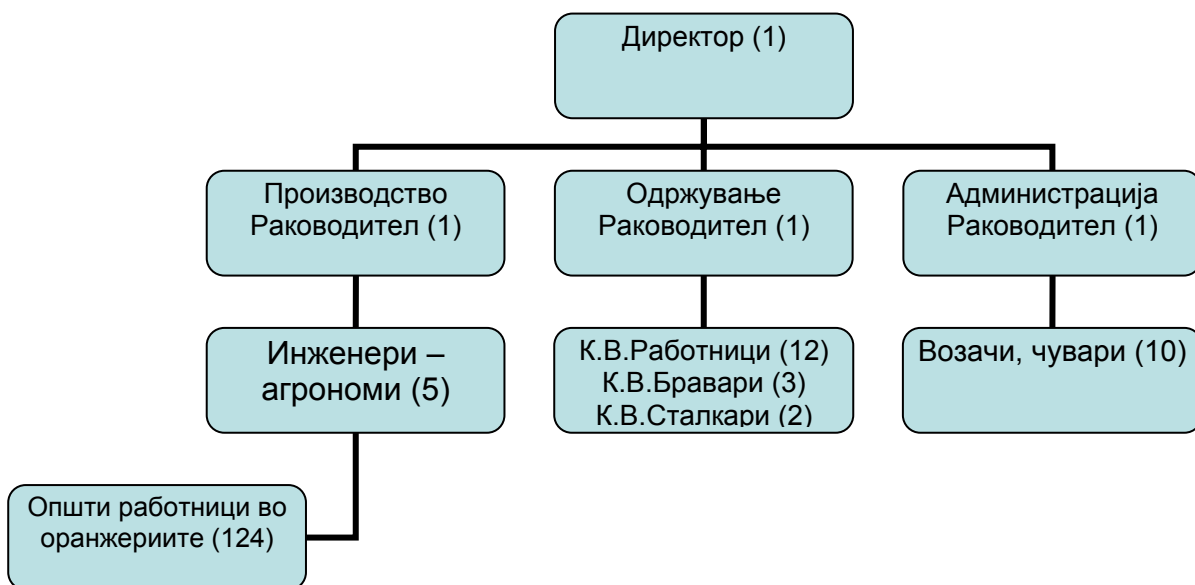 Директор (1)
Производство
Раководител (1)
Одржување
Раководител (1)
Администрација
Раководител (1)
Инженери –
агрономи (5)
К.В.Работници (12)
К.В.Бравари (3)
К.В.Сталкари (2)
Возачи, чувари (10)
Општи работници во
оранжериите (124)